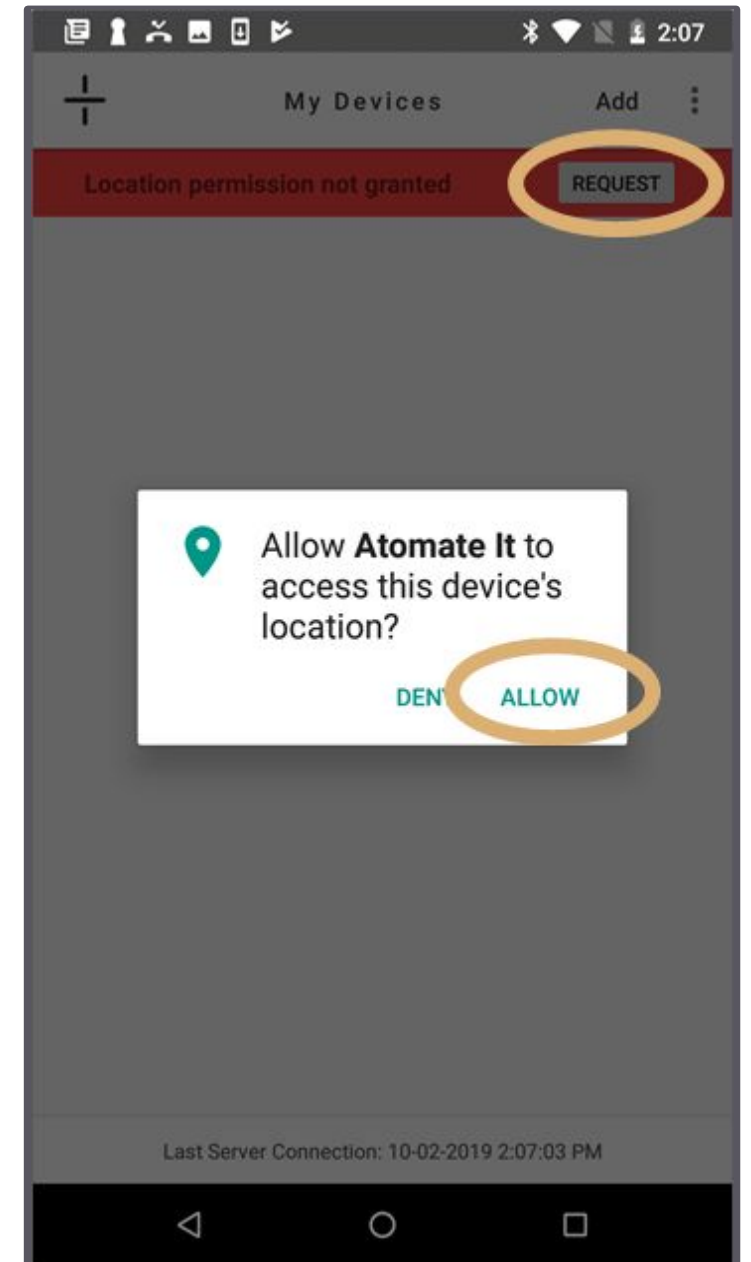 2:07
My Devices Add
Location permission not granted REQUEST
Allow Atomate It to
access this device's
location?
ALLOW
Last Server Connection: 10-02-2019 2:07:03 PM